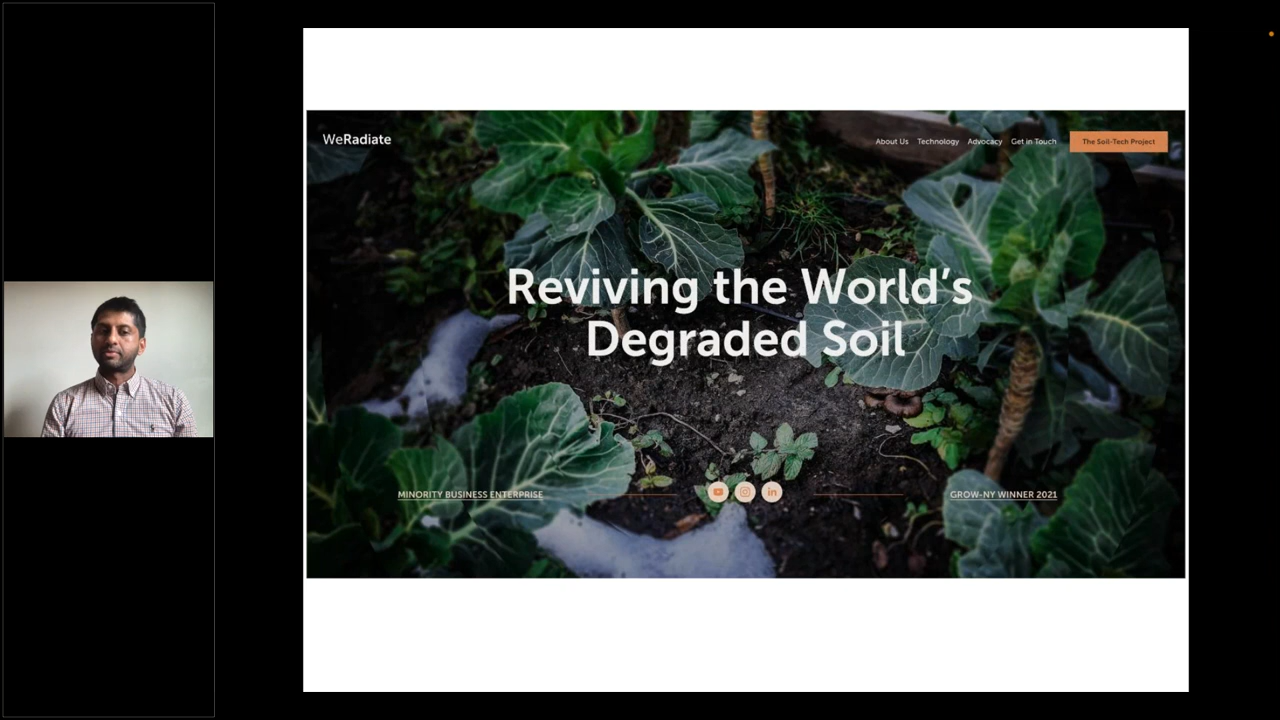 WeRadiate
About Us Technology Advocacy Get in Touch The Soil-Tech Project
Reviving the World's
Degraded Soil
MINORITY BUSINESS ENTERPRISE
in
GROW-NY WINNER 2021